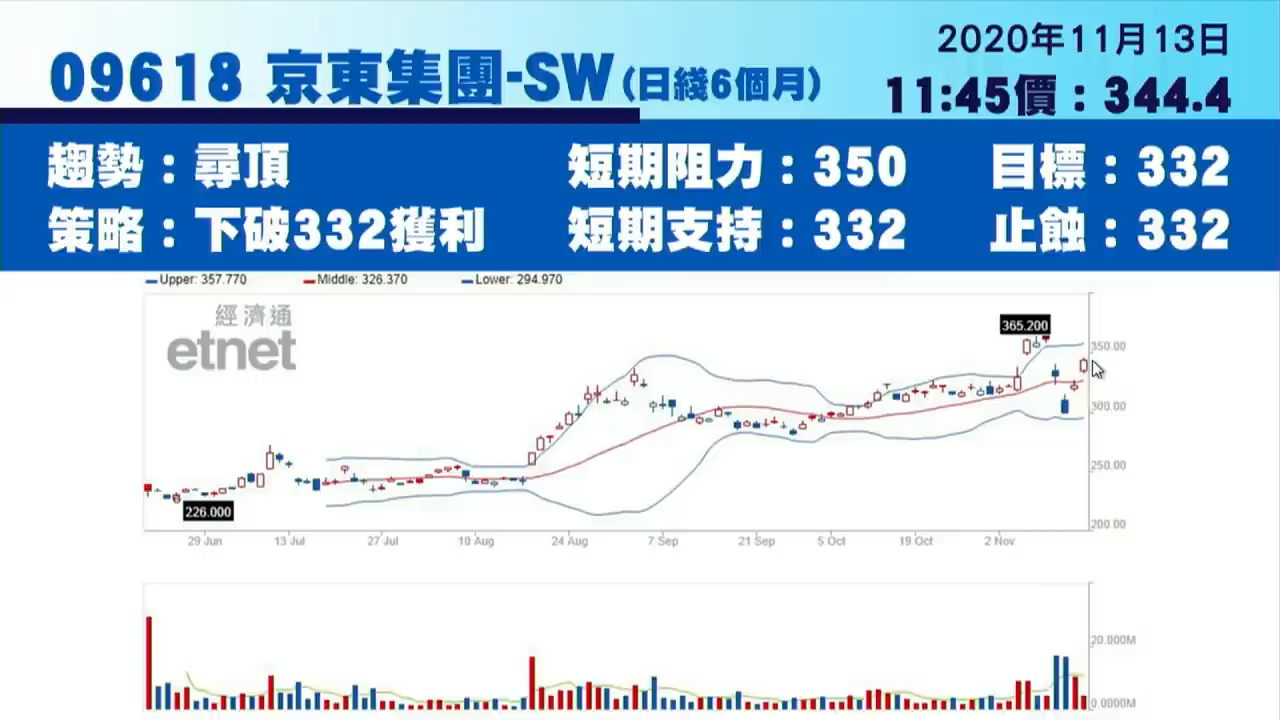 09618 京東集團-SW (日綫6個月)
2020年11月13日
11:45價：344.4
趨勢：尋頂
短期阻力：350
目標：332
策略：下破332獲利
短期支持：332
止蝕：332
Upper: 357.770
Middle: 326.370
Lower: 294.970
經濟通
etnet
365.200
226.000
350.00
300.00
250.00
200.00
29 Jun
13 Jul
27 Jul
10 Aug
24 Aug
7 Sep
21 Sep
5 Oct
19 Oct
2 Nov
20.000M
0.0000M